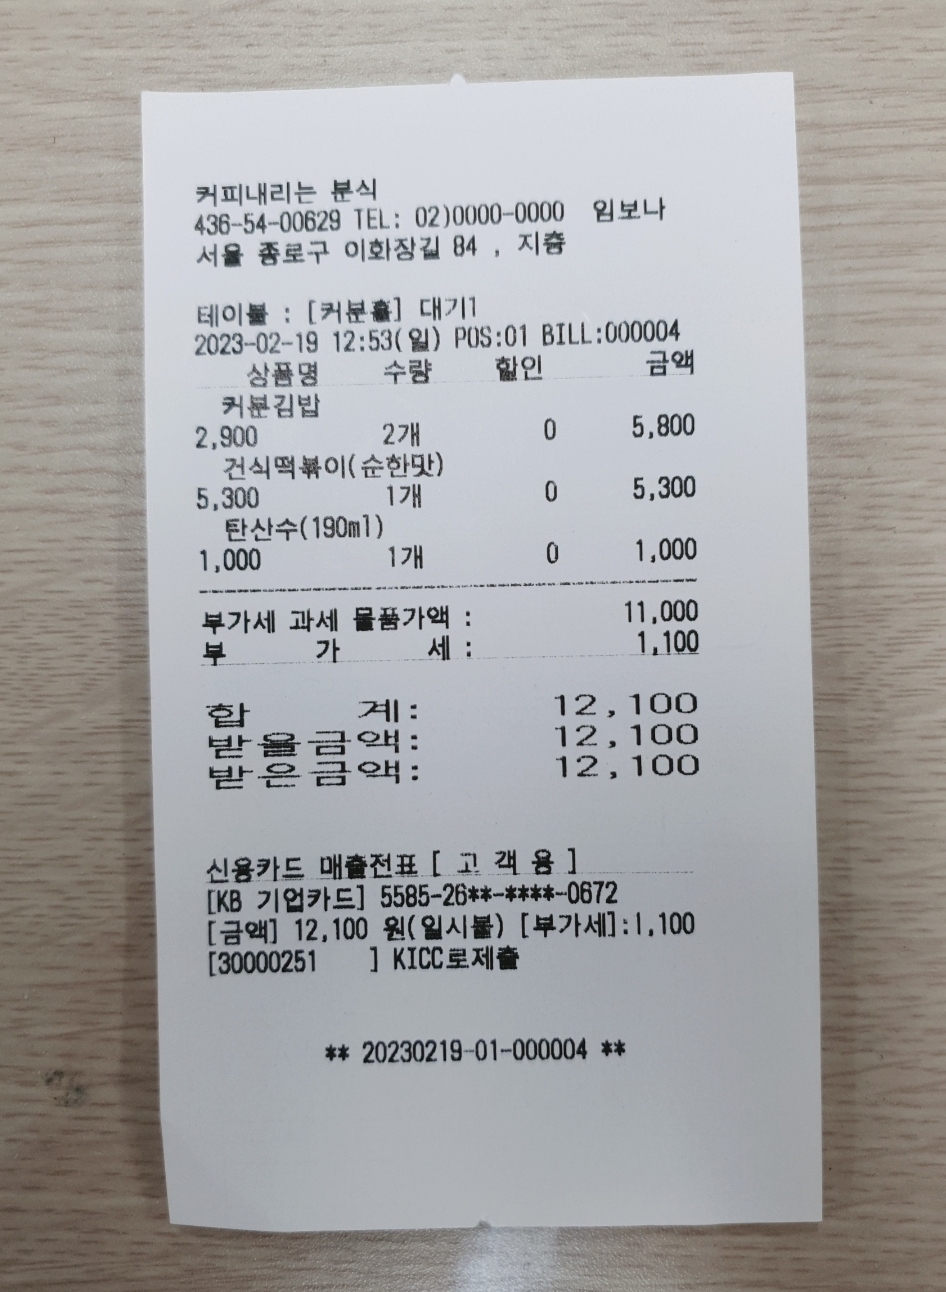 커피내리는 분식
436-54-00629 TEL: 02)0000-0000 임보나
서울 종로구 이화장길 84 , 지층
테이블 : [커분홀] 대기1
2023-02-19 12:53(일) POS:01 BILL:000004
상품명 수량 할인 금액
커분김밥
2,900 2개 0 5,800
건식떡볶이(순한맛)
5,300 1개 0 5,300
탄산수(190ml)
1,000 1개 0 1,000
부가세 과세 물품가액 : 11,000
부 가 세 : 1,100
합 계: 12,100
받을금액: 12,100
받은금액: 12,100
신용카드 매출전표 [ 고 객 용 ]
[KB 기업카드] 5585-26**-****-0672
[금액] 12,100 원(일시불) [부가세]:1,100
[30000251 ] KICC로제출
** 20230219-01-000004 **